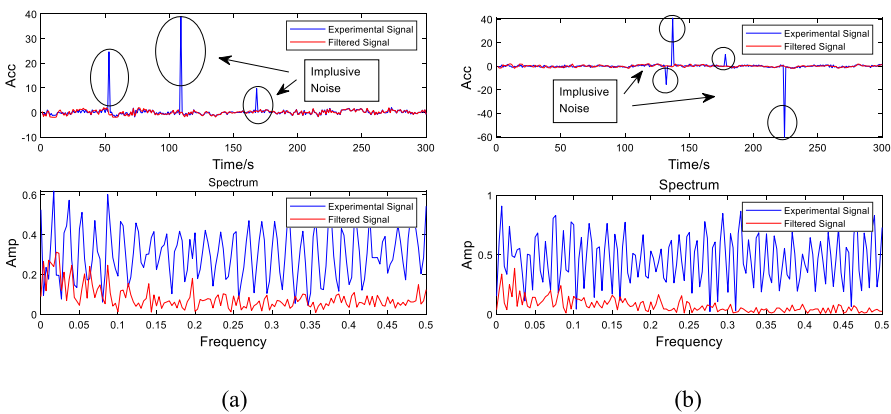 40
30
20
10
0
-10
Acc
Experimental Signal
Filtered Signal
Implusive
Noise
0 50 100 150 200 250 300
Time/s
Spectrum
0.6
0.4
0.2
0
Amp
Experimental Signal
Filtered Signal
0 0.05 0.1 0.15 0.2 0.25 0.3 0.35 0.4 0.45 0.5
Frequency
(a)
40
20
0
-20
-40
-60
Acc
Experimental Signal
Filtered Signal
Implusive
Noise
0 50 100 150 200 250 300
Time/s
Spectrum
1
0.5
0
Amp
Experimental Signal
Filtered Signal
0 0.05 0.1 0.15 0.2 0.25 0.3 0.35 0.4 0.45 0.5
Frequency
(b)